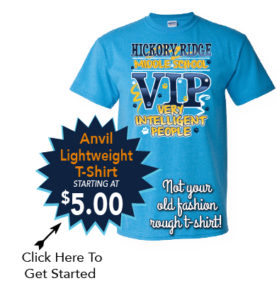 HICKORY RIDGE
MIDDLE SCHOOL
VIP
VERY
INTELLIGENT
PEOPLE
Anvil
Lightweight
T-Shirt
STARTING AT
$5.00
Not your
old fashion
rough t-shirt!
Click Here To
Get Started